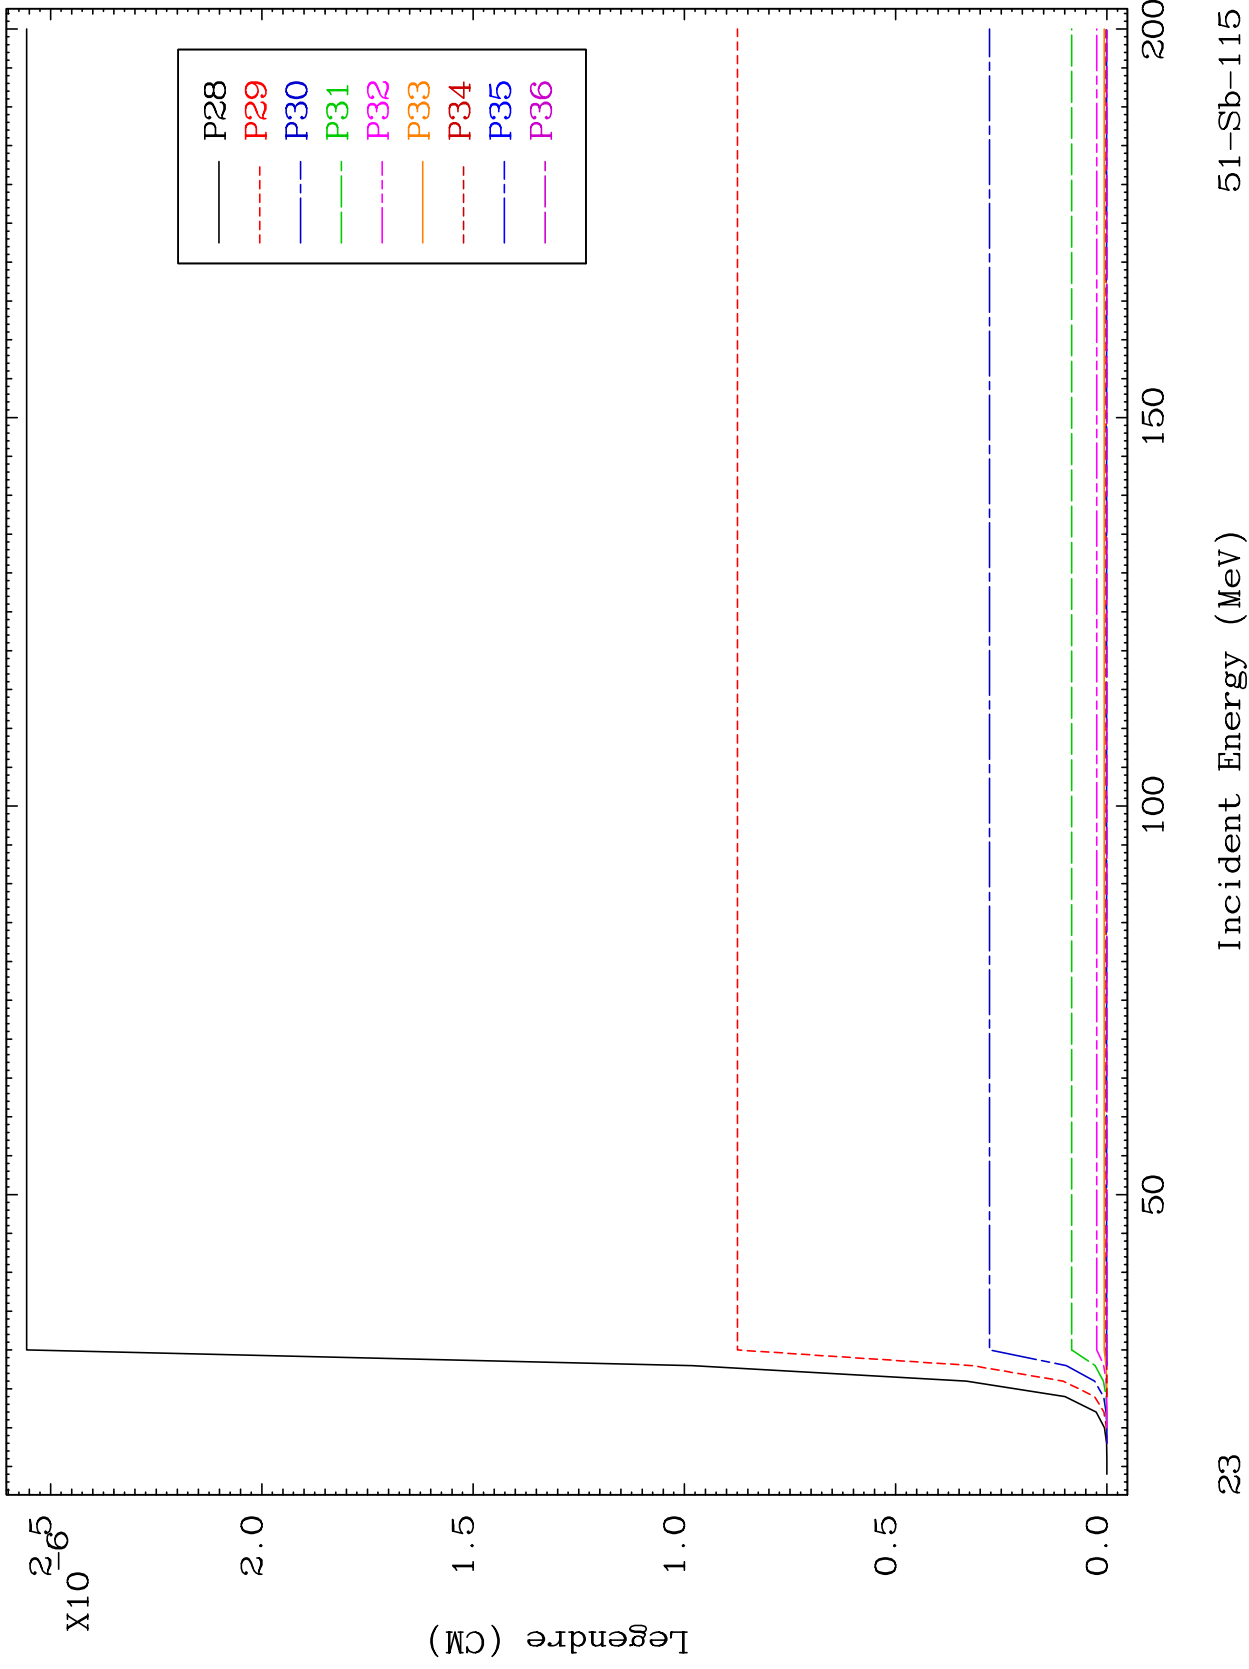 X10
-6
2.5
2.0
1.5
1.0
0.5
0.0
Legendre (CM)
P28
P29
P30
P31
P32
P33
P34
P35
P36
50
100
150
200
Incident Energy (MeV)
23
51-Sb-115